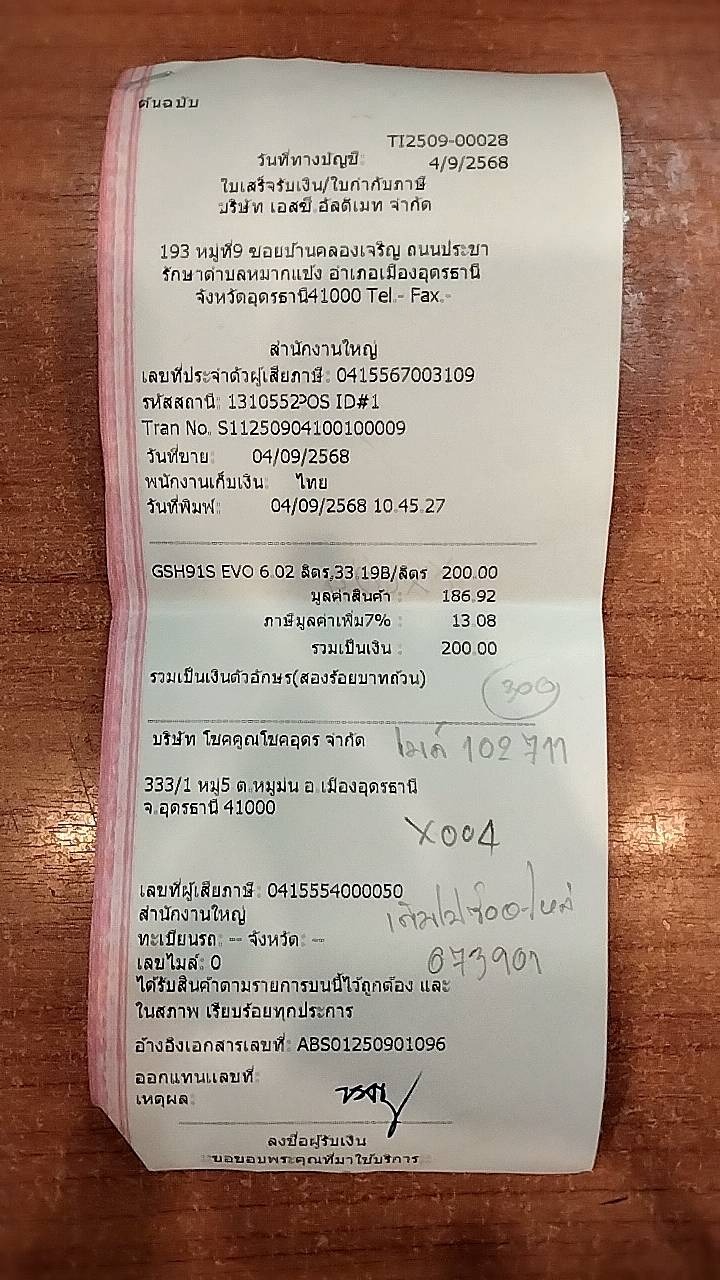 ต้นฉบับ
TI2509-00028
วันที่ทางบัญชี: 4/9/2568
ใบเสร็จรับเงิน/ใบกำกับภาษี
บริษัท เอสซี อัลติเมท จำกัด
193 หมู่ที่9 ซอยบ้านคลองเจริญ ถนนประชา
รักษาตำบลหมากแข้ง อำเภอเมืองอุดรธานี
จังหวัดอุดรธานี41000 Tel.- Fax.-
สำนักงานใหญ่
เลขที่ประจำตัวผู้เสียภาษี: 0415567003109
รหัสสถานี: 1310552POS ID#1
Tran No. S11250904100100009
วันที่ขาย: 04/09/2568
พนักงานเก็บเงิน: ไทย
วันที่พิมพ์: 04/09/2568 10.45.27
GSH91S EVO 6.02 ลิตร,33.19B/ลิตร 200.00
มูลค่าสินค้า : 186.92
ภาษีมูลค่าเพิ่ม7% : 13.08
รวมเป็นเงิน : 200.00
รวมเป็นเงินตัวอักษร(สองร้อยบาทถ้วน)
300
บริษัท โชคคูณโชคอุดร จำกัด
ไมล์ 102711
333/1 หมู่5 ต.หมูม่น อ.เมืองอุดรธานี
จ.อุดรธานี 41000
X004
เลขที่ผู้เสียภาษี: 0415554000050
สำนักงานใหญ่
ทะเบียนรถ: -- จังหวัด: --
เลขไมล์: 0
673901
ได้รับสินค้าตามรายการบนนี้ไว้ถูกต้อง และ
ในสภาพ เรียบร้อยทุกประการ
อ้างอิงเอกสารเลขที่: ABS01250901096
ออกแทนเลขที่:
เหตุผล:
ลงชื่อผู้รับเงิน
ขอขอบพระคุณที่มาใช้บริการ